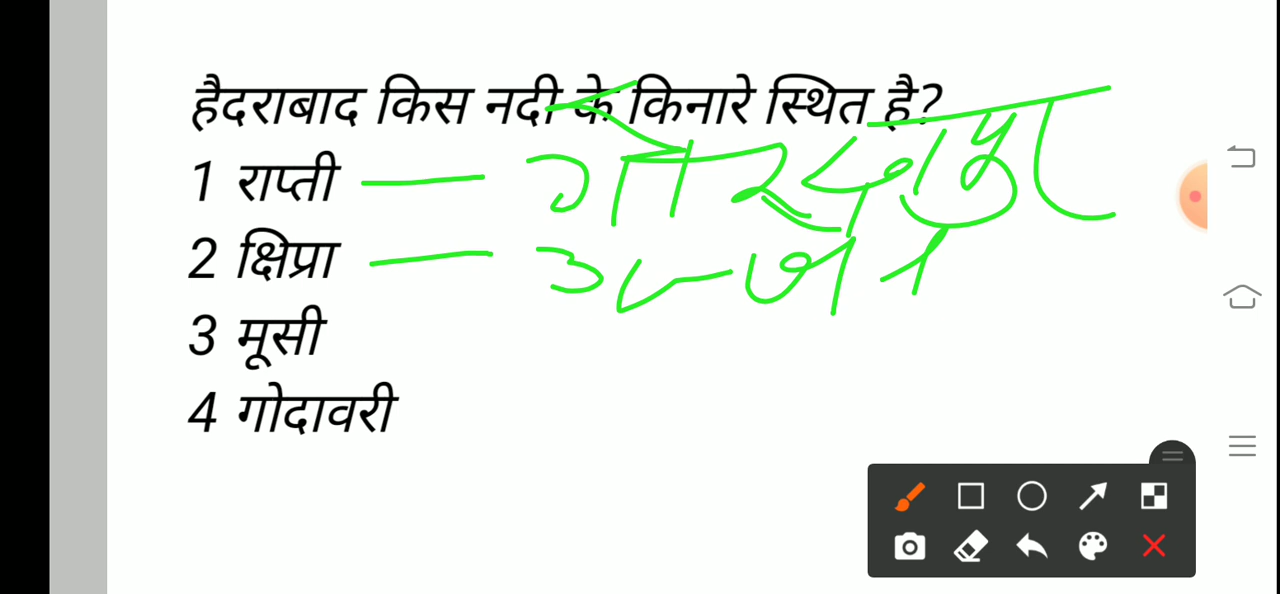 हैदराबाद किस नदी के किनारे स्थित है?
1 राप्ती — गोरखपुर
2 क्षिप्रा — उज्जैन
3 मूसी
4 गोदावरी